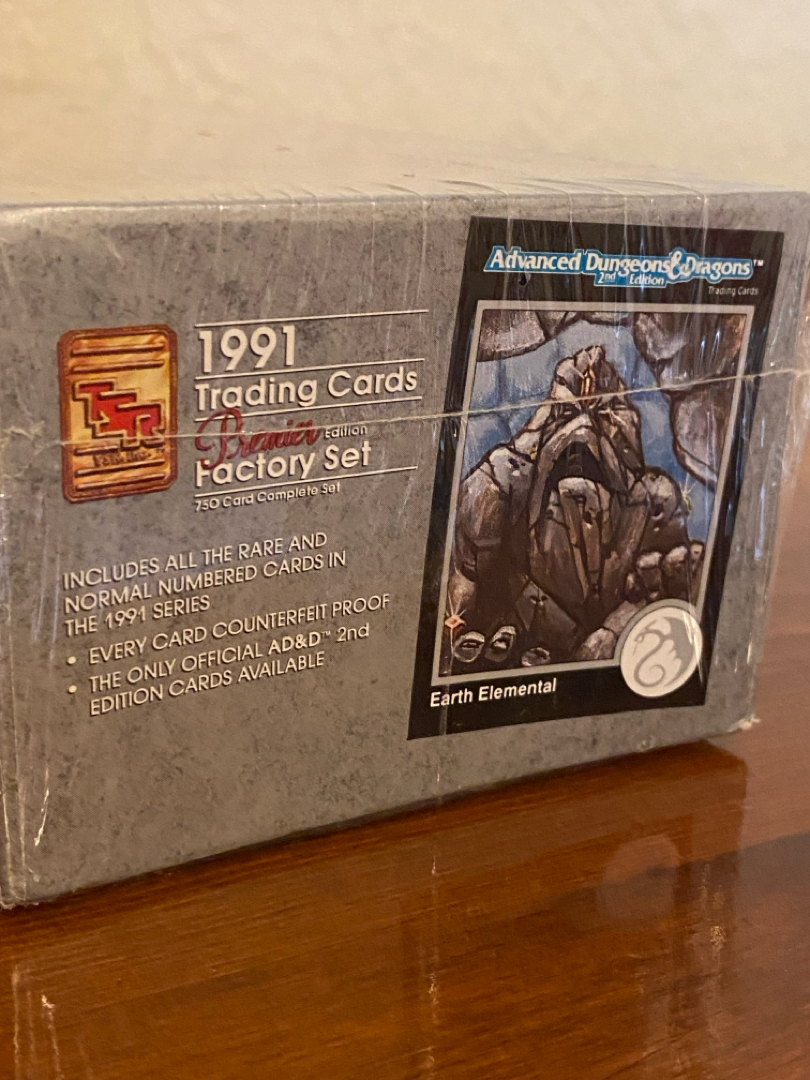 TSR
1991
Trading Cards
Premier Edition
Factory Set
750 Card Complete Set
INCLUDES ALL THE RARE AND
NORMAL NUMBERED CARDS IN
THE 1991 SERIES
• EVERY CARD COUNTERFEIT PROOF
• THE ONLY OFFICIAL AD&D™ 2nd
EDITION CARDS AVAILABLE
Advanced Dungeons & Dragons™
2nd Edition
Trading Cards
Earth Elemental